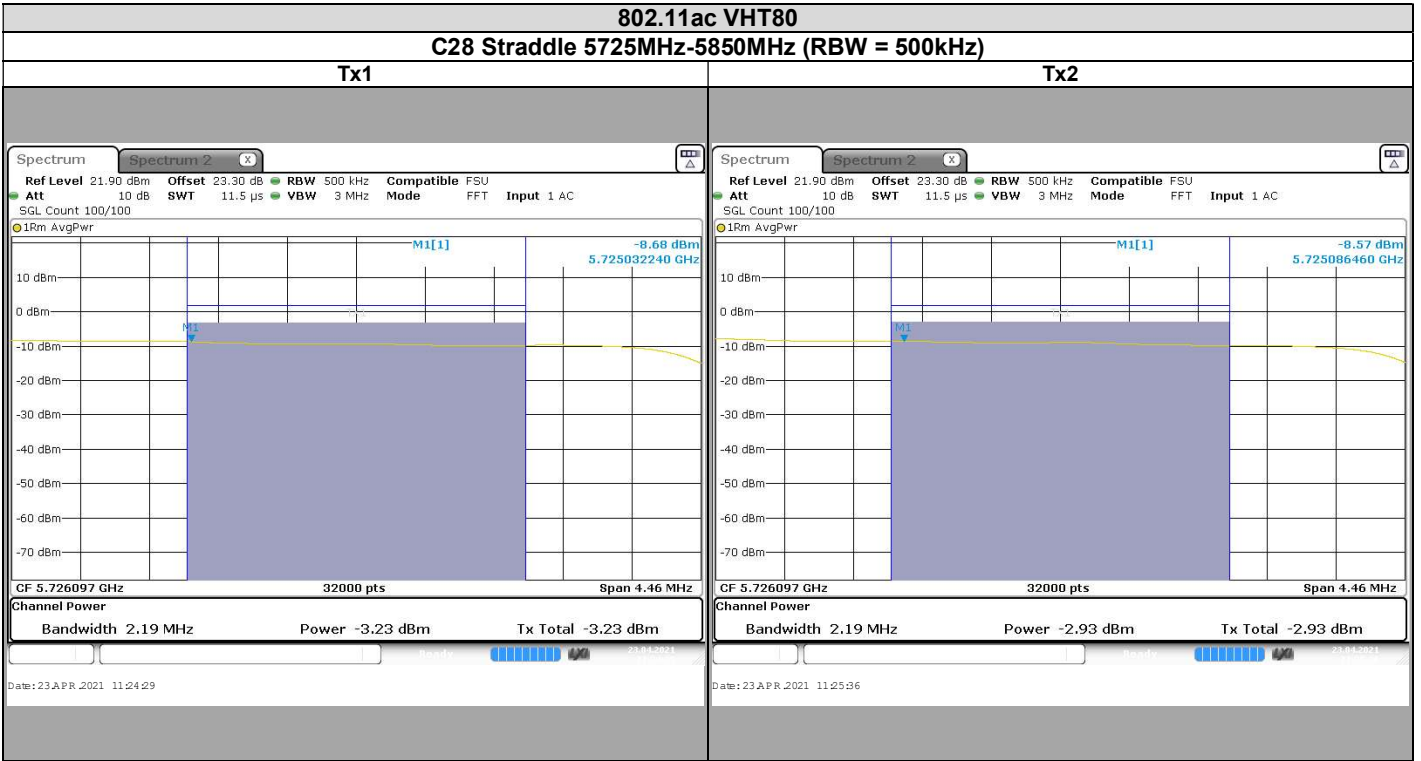 802.11ac VHT80
C28 Straddle 5725MHz-5850MHz (RBW = 500kHz)
Tx1
Tx2
Spectrum Spectrum 2 X
Ref Level 21.90 dBm Offset 23.30 dB RBW 500 kHz Compatible FSU
Att 10 dB SWT 11.5 µs VBW 3 MHz Mode FFT Input 1 AC
SGL Count 100/100
1Rm AvgPwr
M1[1] -8.68 dBm
5.725032240 GHz
10 dBm
0 dBm
M1
-10 dBm
-20 dBm
-30 dBm
-40 dBm
-50 dBm
-60 dBm
-70 dBm
CF 5.726097 GHz 32000 pts Span 4.46 MHz
Channel Power
Bandwidth 2.19 MHz Power -3.23 dBm Tx Total -3.23 dBm
Ready 23.04.2021
Date: 23.APR.2021 11:24:29
Spectrum Spectrum 2 X
Ref Level 21.90 dBm Offset 23.30 dB RBW 500 kHz Compatible FSU
Att 10 dB SWT 11.5 µs VBW 3 MHz Mode FFT Input 1 AC
SGL Count 100/100
1Rm AvgPwr
M1[1] -8.57 dBm
5.725086460 GHz
10 dBm
0 dBm
M1
-10 dBm
-20 dBm
-30 dBm
-40 dBm
-50 dBm
-60 dBm
-70 dBm
CF 5.726097 GHz 32000 pts Span 4.46 MHz
Channel Power
Bandwidth 2.19 MHz Power -2.93 dBm Tx Total -2.93 dBm
Ready 23.04.2021
Date: 23.APR.2021 11:25:36